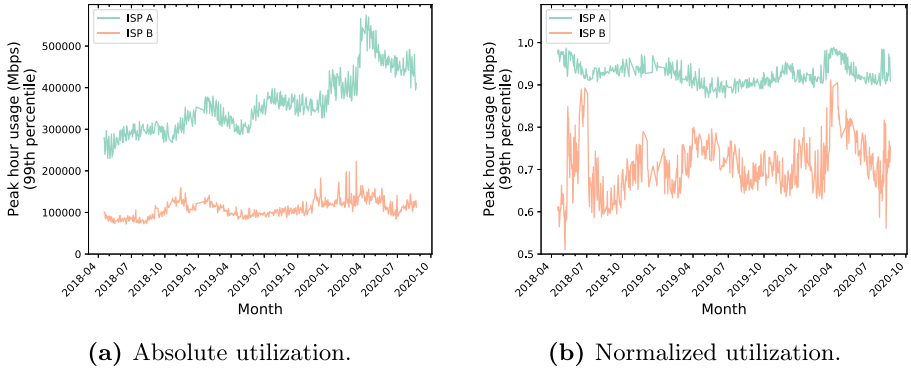 ISP A
ISP B
Peak hour usage (Mbps)
(99th percentile)
500000
400000
300000
200000
100000
0
2018-04
2018-07
2018-10
2019-01
2019-04
2019-07
2019-10
2020-01
2020-04
2020-07
2020-10
Month
(a) Absolute utilization.
ISP A
ISP B
Peak hour usage (Mbps)
(99th percentile)
1.0
0.9
0.8
0.7
0.6
0.5
2018-04
2018-07
2018-10
2019-01
2019-04
2019-07
2019-10
2020-01
2020-04
2020-07
2020-10
Month
(b) Normalized utilization.